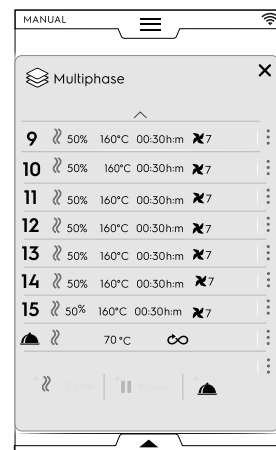 MANUAL
Multiphase
9 50% 160°C 00:30h:m 7
10 50% 160°C 00:30h:m 7
11 50% 160°C 00:30h:m 7
12 50% 160°C 00:30h:m 7
13 50% 160°C 00:30h:m 7
14 50% 160°C 00:30h:m 7
15 50% 160°C 00:30h:m 7
70 °C
Cycle Pause